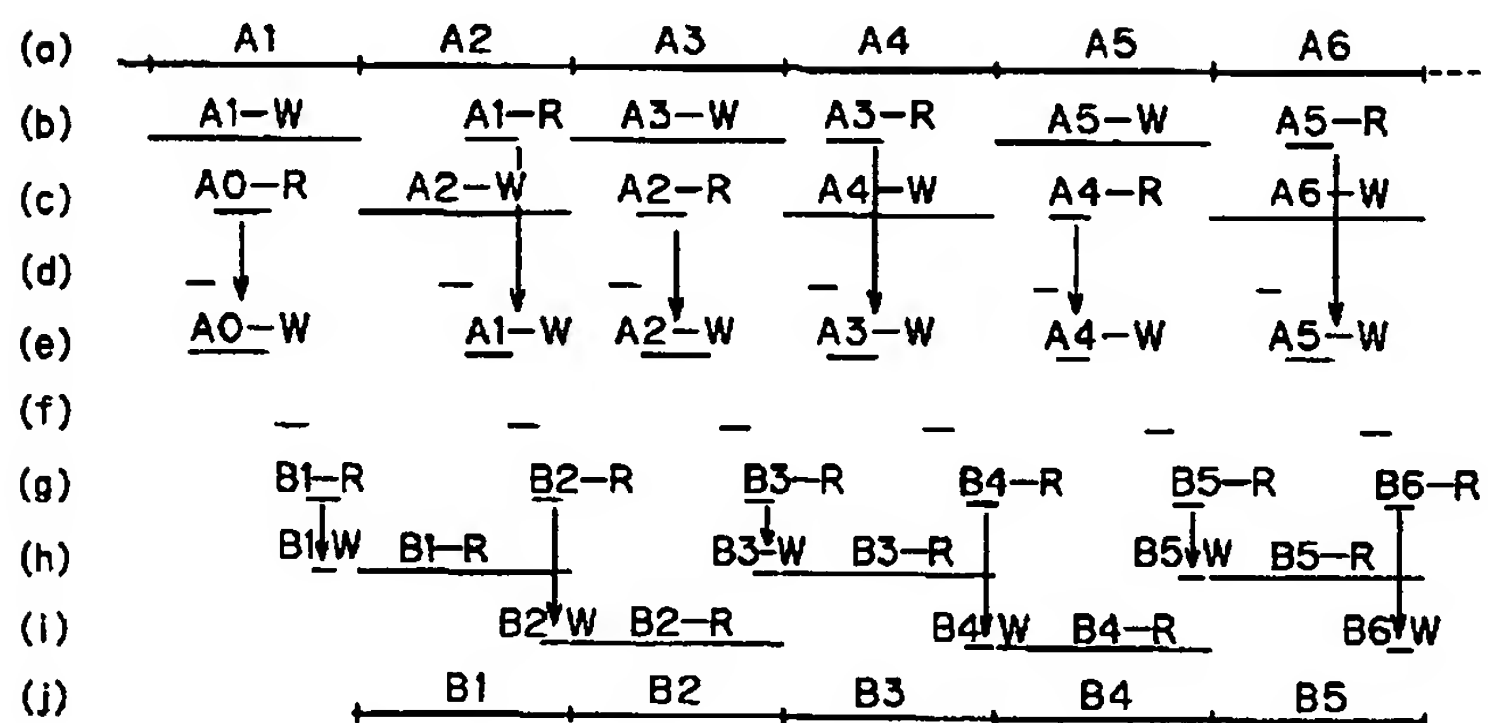 (a) A1 A2 A3 A4 A5 A6
(b) A1-W A1-R A3-W A3-R A5-W A5-R
(c) A0-R A2-W A2-R A4-W A4-R A6-W
(d)
(e) A0-W A1-W A2-W A3-W A4-W A5-W
(f)
(g) B1-R B2-R B3-R B4-R B5-R B6-R
(h) B1 W B1-R B3-W B3-R B5 W B5-R
(i) B2 W B2-R B4 W B4-R B6 W
(j) B1 B2 B3 B4 B5